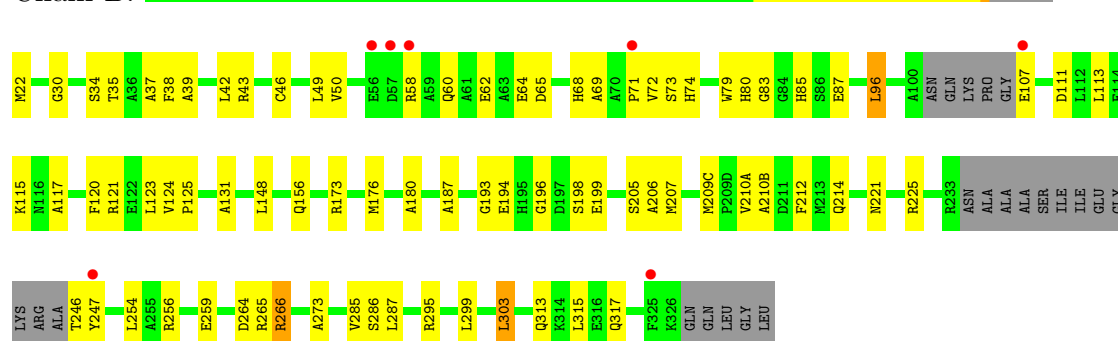 M22 G30 S34 T35 A36 A37 F38 A39 L42 R43 C46 L49 V50 E56 D57 R58 A59 Q60 A61 E62 A63 E64 D65 H68 A69 A70 P71 V72 S73 H74 W79 H80 G83 G84 H85 S86 E87 L96 A100 ASN GLN LYS PRO GLY E107 D111 L112 L113 E114
K115 N116 A117 F120 R121 E122 L123 V124 P125 A131 L148 Q156 R173 M176 A180 A187 G193 E194 H195 G196 D197 S198 E199 S205 A206 M207 M209C P209D V210A A210B D211 F212 M213 Q214 N221 R225 R233 ASN ALA ALA ALA SER ILE ILE GLU GLY
LYS ARG ALA T246 Y247 L254 A255 R256 E259 D264 R265 R266 A273 V285 S286 L287 R295 L299 L303 Q313 K314 L315 E316 Q317 F325 K326 GLN GLN LEU GLY LEU